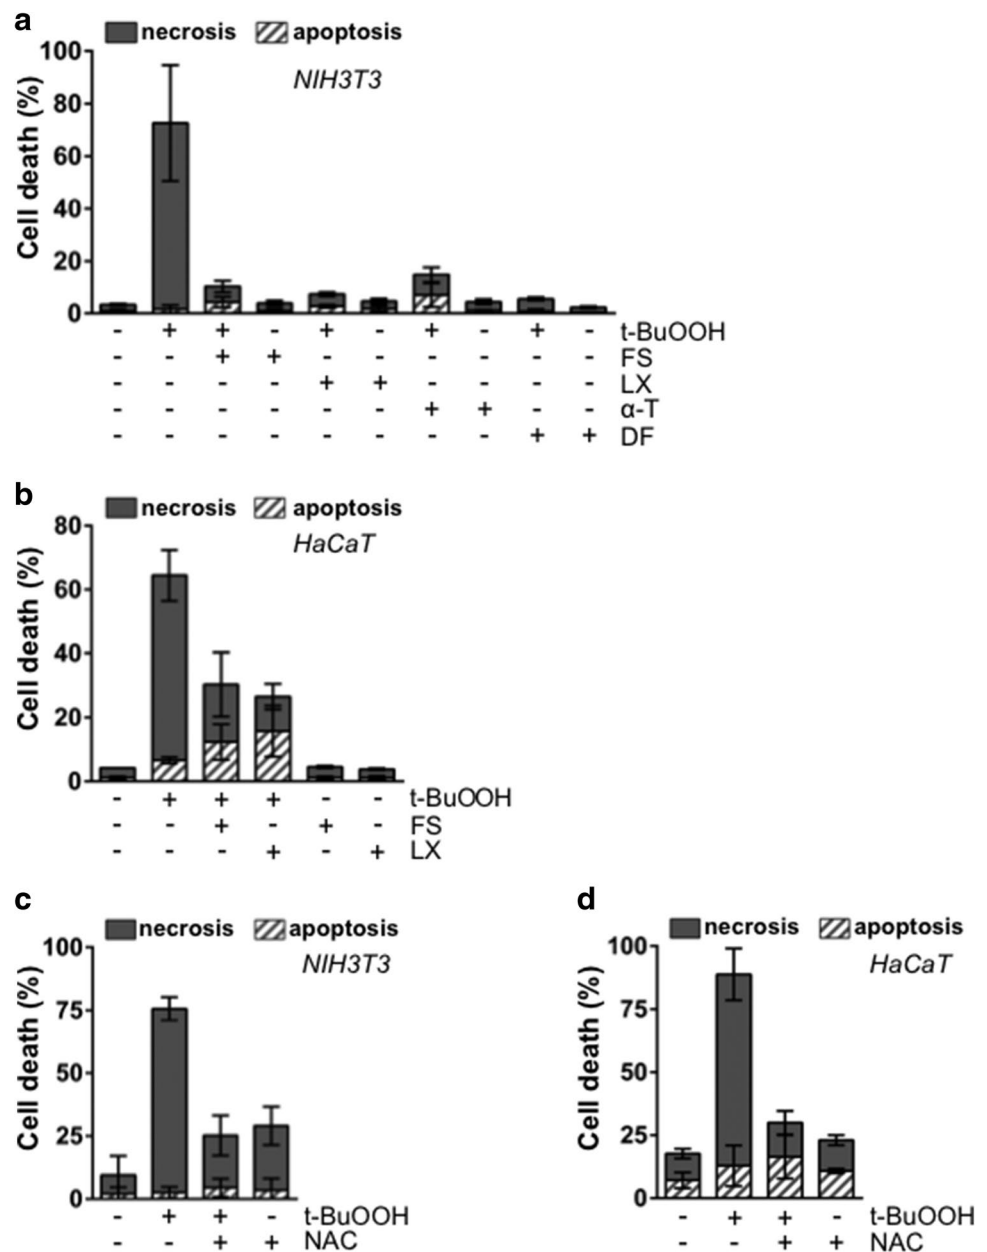 a
necrosis apoptosis
NIH3T3
Cell death (%)
100
80
60
40
20
0
- + + - + - + - + - t-BuOOH
- - + + - - - - - - FS
- - - - + + - - - - LX
- - - - - - + + - - α-T
- - - - - - - - + + DF
b
necrosis apoptosis
HaCaT
Cell death (%)
80
60
40
20
0
- + + + - - t-BuOOH
- - + - + - FS
- - - + - + LX
c
necrosis apoptosis
NIH3T3
Cell death (%)
100
75
50
25
0
- + + - t-BuOOH
- - + + NAC
d
necrosis apoptosis
HaCaT
Cell death (%)
100
75
50
25
0
- + + - t-BuOOH
- - + + NAC